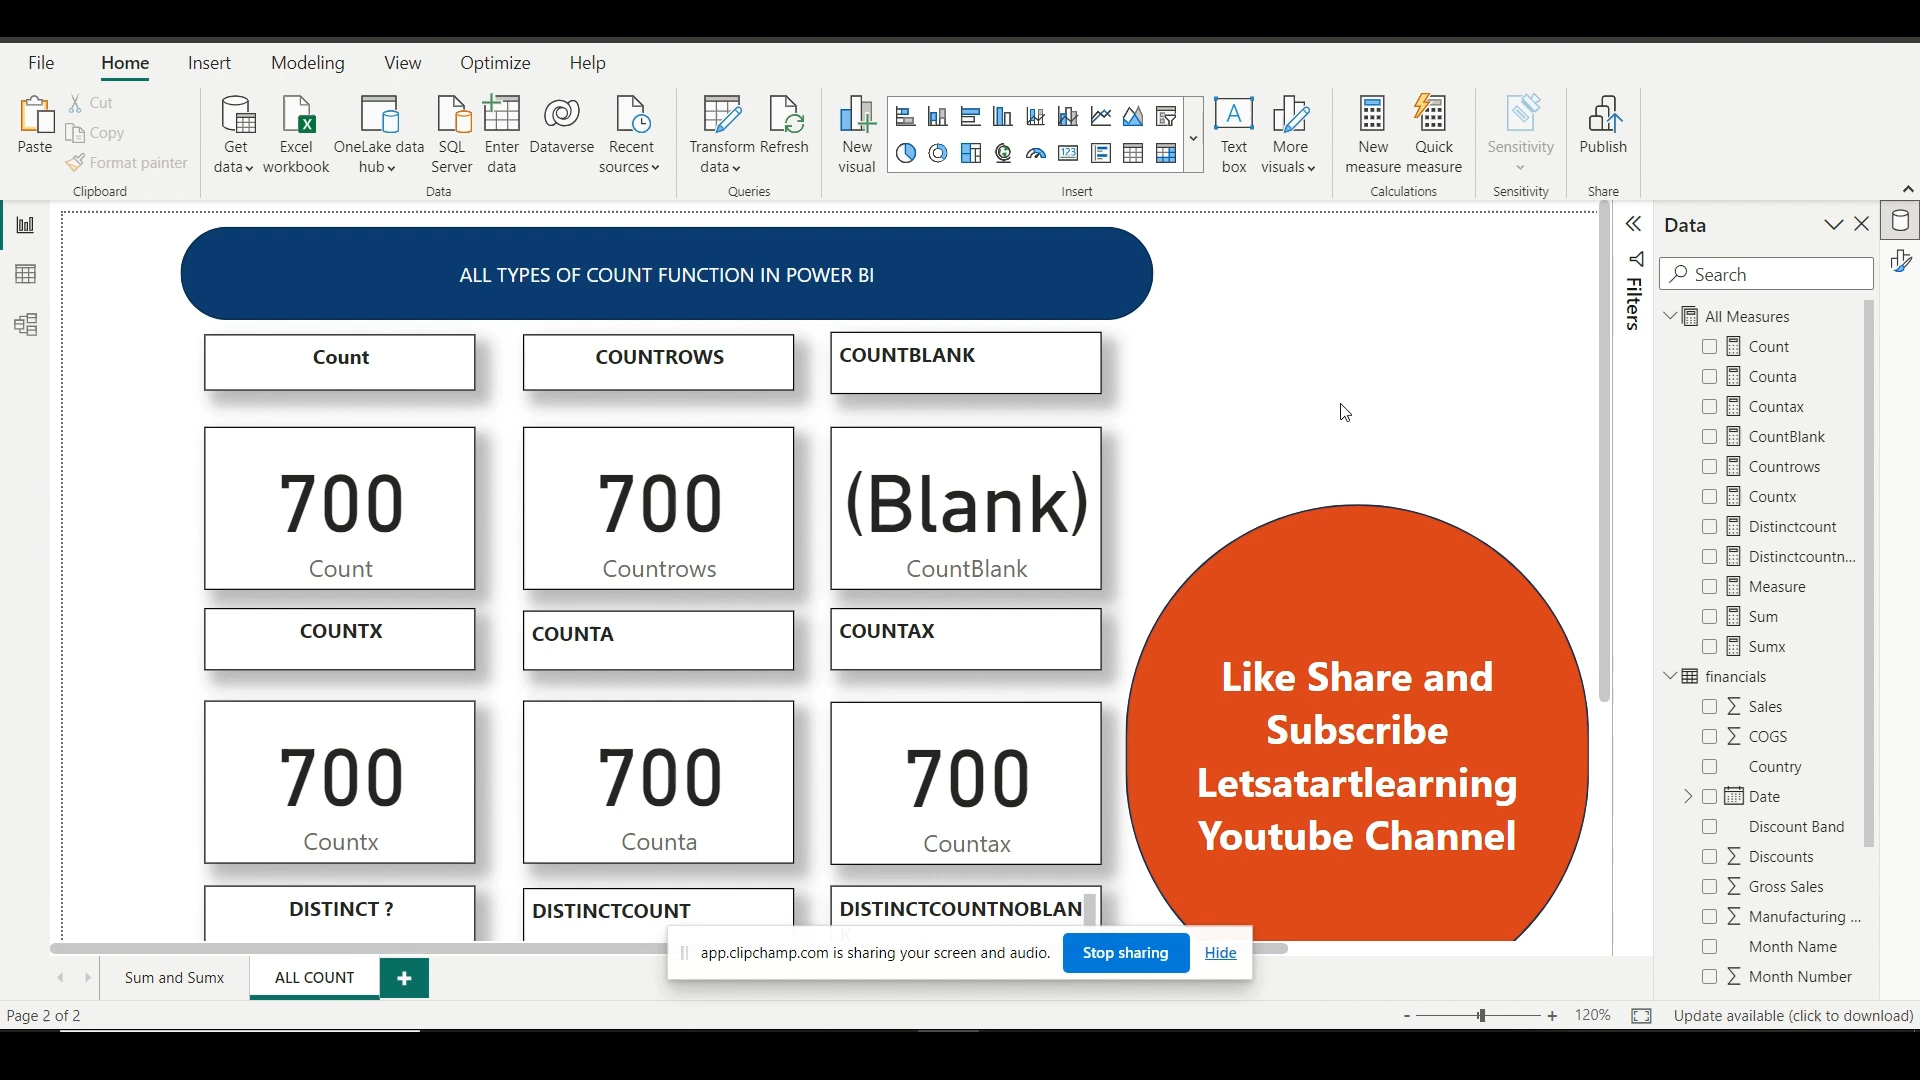 File Home Insert Modeling View Optimize Help
Paste
Cut
Copy
Format painter
Clipboard
Get data
Excel workbook
OneLake data hub
SQL Server
Enter data
Dataverse
Recent sources
Data
Transform data
Refresh
Queries
New visual
123
A
Text box
More visuals
Insert
New measure
Quick measure
Calculations
Sensitivity
Sensitivity
Publish
Share
ALL TYPES OF COUNT FUNCTION IN POWER BI
Count
COUNTROWS
COUNTBLANK
700
Count
700
Countrows
(Blank)
CountBlank
COUNTX
COUNTA
COUNTAX
700
Countx
700
Counta
700
Countax
DISTINCT ?
DISTINCTCOUNT
DISTINCTCOUNTNOBLAN
Like Share and
Subscribe
Letsatartlearning
Youtube Channel
Filters
Data
Search
All Measures
Count
Counta
Countax
CountBlank
Countrows
Countx
Distinctcount
Distinctcountn...
Measure
Sum
Sumx
financials
Sales
COGS
Country
Date
Discount Band
Discounts
Gross Sales
Manufacturing ...
Month Name
Month Number
app.clipchamp.com is sharing your screen and audio. Stop sharing Hide
Sum and Sumx ALL COUNT +
Page 2 of 2
- + 120% Update available (click to download)